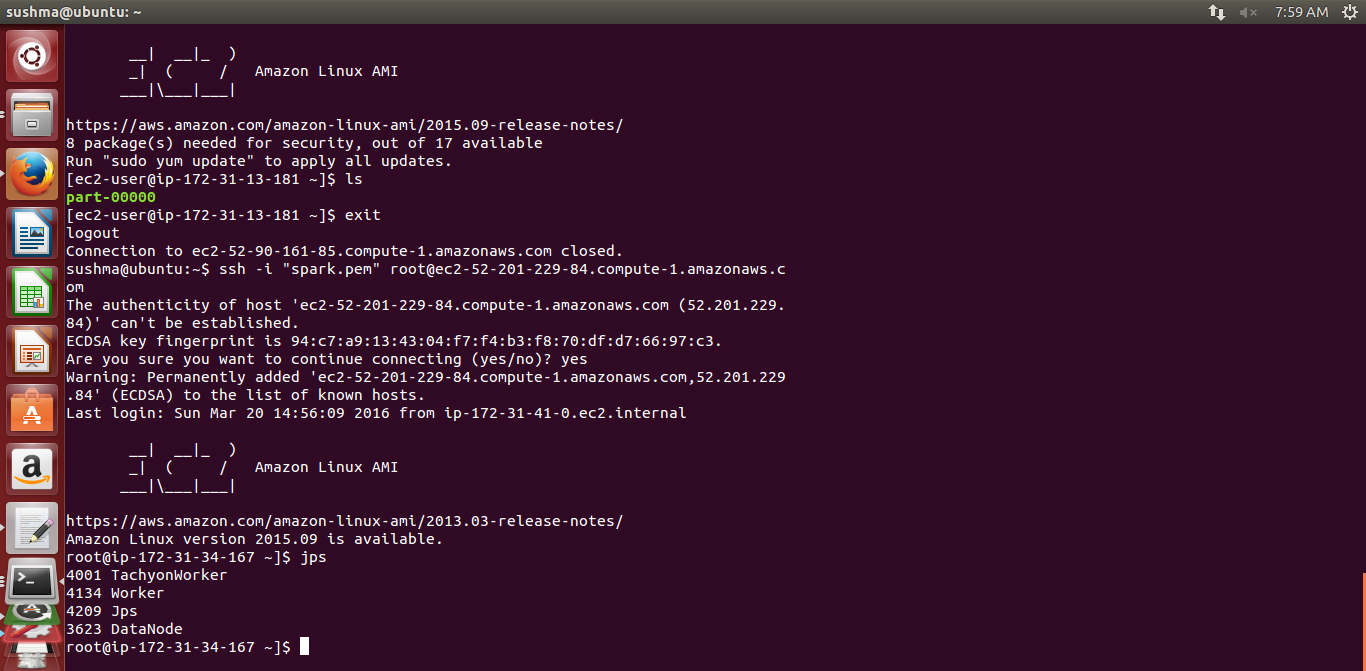 sushma@ubuntu: ~
7:59 AM
__|  __|_  )
_|  (     /   Amazon Linux AMI
___|\___|___|
https://aws.amazon.com/amazon-linux-ami/2015.09-release-notes/
8 package(s) needed for security, out of 17 available
Run "sudo yum update" to apply all updates.
[ec2-user@ip-172-31-13-181 ~]$ ls
part-00000
[ec2-user@ip-172-31-13-181 ~]$ exit
logout
Connection to ec2-52-90-161-85.compute-1.amazonaws.com closed.
sushma@ubuntu:~$ ssh -i "spark.pem" root@ec2-52-201-229-84.compute-1.amazonaws.c
om
The authenticity of host 'ec2-52-201-229-84.compute-1.amazonaws.com (52.201.229.
84)' can't be established.
ECDSA key fingerprint is 94:c7:a9:13:43:04:f7:f4:b3:f8:70:df:d7:66:97:c3.
Are you sure you want to continue connecting (yes/no)? yes
Warning: Permanently added 'ec2-52-201-229-84.compute-1.amazonaws.com,52.201.229
.84' (ECDSA) to the list of known hosts.
Last login: Sun Mar 20 14:56:09 2016 from ip-172-31-41-0.ec2.internal
__|  __|_  )
_|  (     /   Amazon Linux AMI
___|\___|___|
https://aws.amazon.com/amazon-linux-ami/2013.03-release-notes/
Amazon Linux version 2015.09 is available.
root@ip-172-31-34-167 ~]$ jps
4001 TachyonWorker
4134 Worker
4209 Jps
3623 DataNode
root@ip-172-31-34-167 ~]$